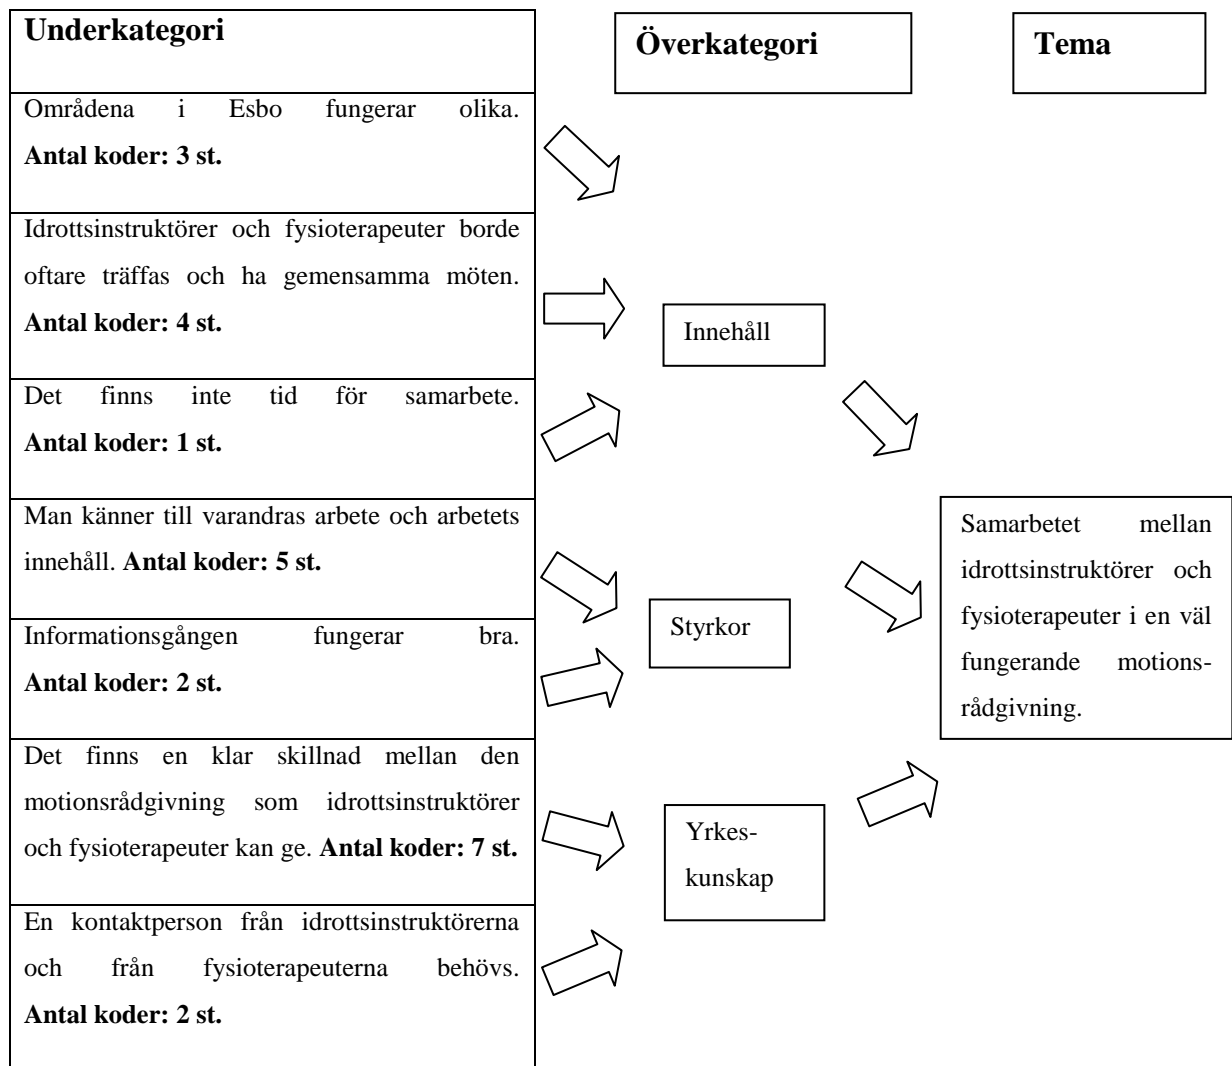 Underkategori
Överkategori
Tema
Områdena i Esbo fungerar olika.
Antal koder: 3 st.
Idrottsinstruktörer och fysioterapeuter borde
oftare träffas och ha gemensamma möten.
Antal koder: 4 st.
Det finns inte tid för samarbete.
Antal koder: 1 st.
Man känner till varandras arbete och arbetets
innehåll. Antal koder: 5 st.
Informationsgången fungerar bra.
Antal koder: 2 st.
Det finns en klar skillnad mellan den
motionsrådgivning som idrottsinstruktörer
och fysioterapeuter kan ge. Antal koder: 7 st.
En kontaktperson från idrottsinstruktörerna
och från fysioterapeuterna behövs.
Antal koder: 2 st.
Innehåll
Styrkor
Yrkes-
kunskap
Samarbetet mellan
idrottsinstruktörer och
fysioterapeuter i en väl
fungerande motions-
rådgivning.